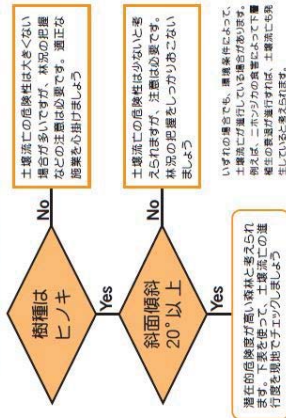 樹種は
ヒノキ
No
土壌流亡の危険性は大きくない
場合が多いですが、林況の把握
などの注意は必要です。適正な
施業を心掛けましょう
Yes
斜面傾斜
20°以上
No
土壌流亡の危険性は少ないと考
えられますが、注意は必要です。
林況の把握をしっかりおこない
ましょう
Yes
潜在的危険度が高い森林と考えられ
ます。下表を使って、土壌流亡の進
行度を現地でチェックしましょう
いずれの場合でも、環境条件によって、
土壌流亡が進行している場合があります。
例えば、ニホンジカの食害によって下層
植生の衰退が進行すれば、土壌流亡も発
生していると考えられます。